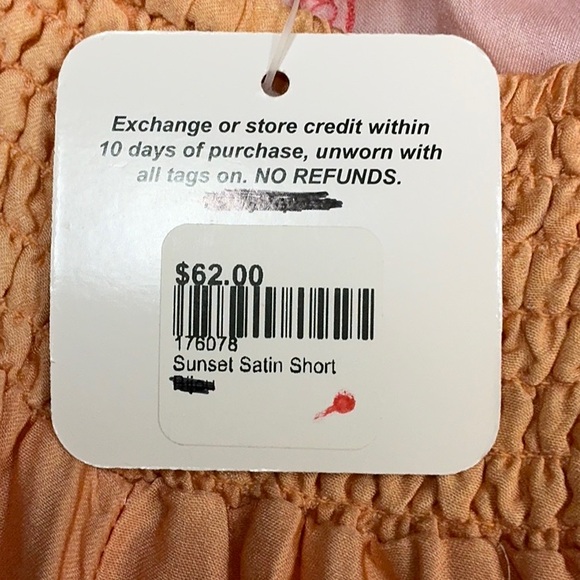 Exchange or store credit within
10 days of purchase, unworn with
all tags on. NO REFUNDS.
$62.00
176078
Sunset Satin Short